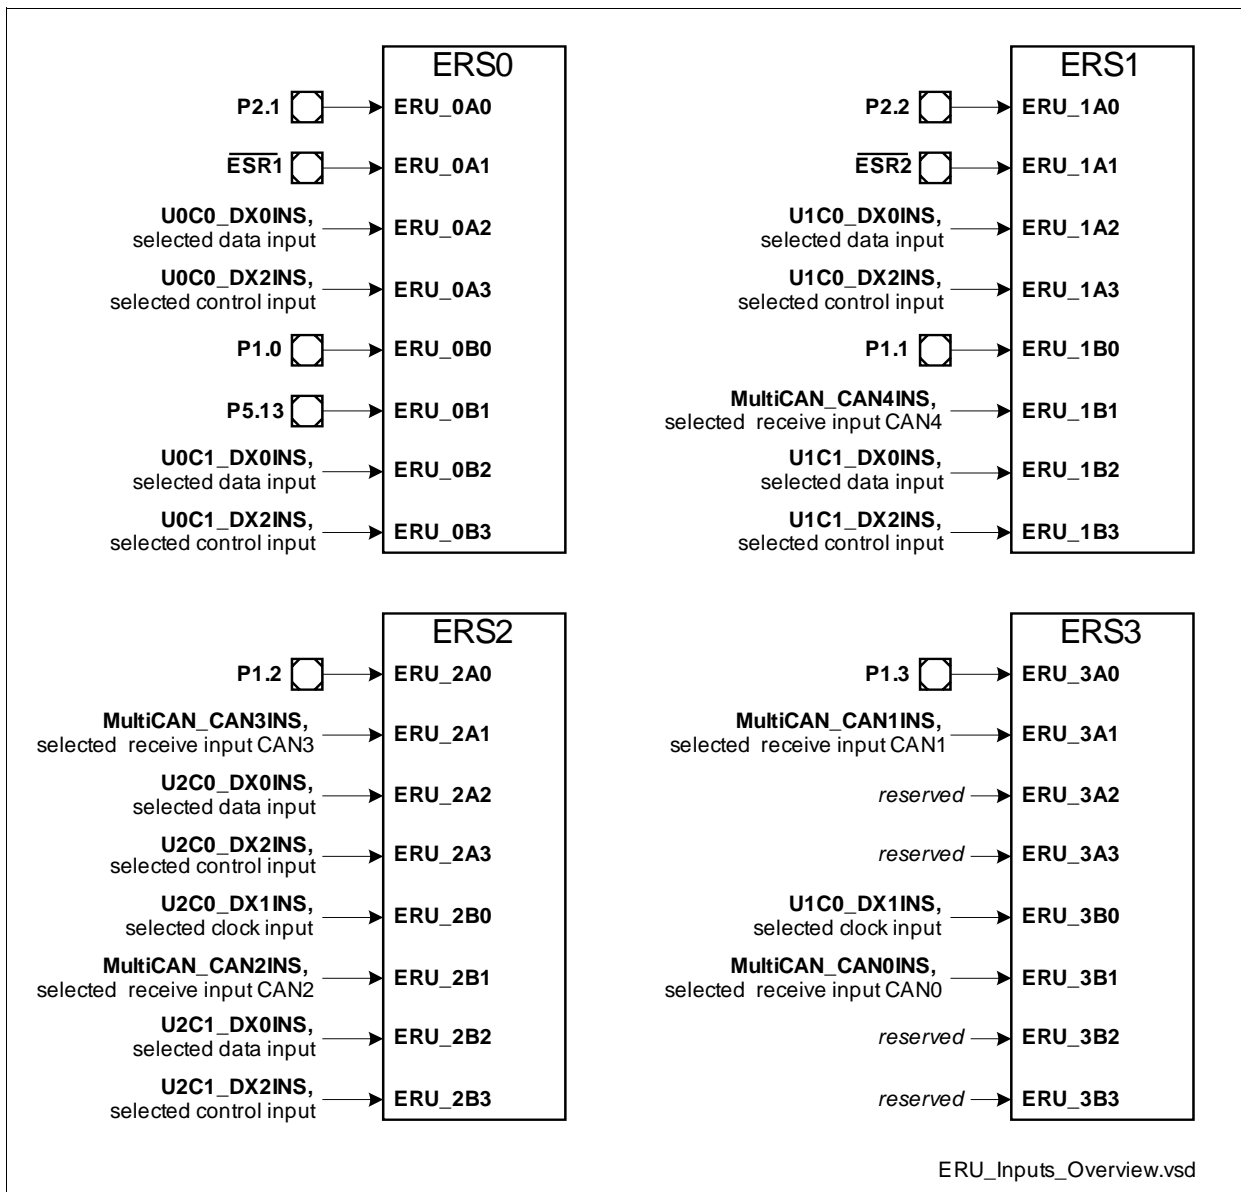 ERS0
P2.1 ERU_0A0
ESR1 ERU_0A1
U0C0_DX0INS,
selected data input
ERU_0A2
U0C0_DX2INS,
selected control input
ERU_0A3
P1.0 ERU_0B0
P5.13 ERU_0B1
U0C1_DX0INS,
selected data input
ERU_0B2
U0C1_DX2INS,
selected control input
ERU_0B3
ERS1
P2.2 ERU_1A0
ESR2 ERU_1A1
U1C0_DX0INS,
selected data input
ERU_1A2
U1C0_DX2INS,
selected control input
ERU_1A3
P1.1 ERU_1B0
MultiCAN_CAN4INS,
selected receive input CAN4
ERU_1B1
U1C1_DX0INS,
selected data input
ERU_1B2
U1C1_DX2INS,
selected control input
ERU_1B3
ERS2
P1.2 ERU_2A0
MultiCAN_CAN3INS,
selected receive input CAN3
ERU_2A1
U2C0_DX0INS,
selected data input
ERU_2A2
U2C0_DX2INS,
selected control input
ERU_2A3
U2C0_DX1INS,
selected clock input
ERU_2B0
MultiCAN_CAN2INS,
selected receive input CAN2
ERU_2B1
U2C1_DX0INS,
selected data input
ERU_2B2
U2C1_DX2INS,
selected control input
ERU_2B3
ERS3
P1.3 ERU_3A0
MultiCAN_CAN1INS,
selected receive input CAN1
ERU_3A1
reserved ERU_3A2
reserved ERU_3A3
U1C0_DX1INS,
selected clock input
ERU_3B0
MultiCAN_CAN0INS,
selected receive input CAN0
ERU_3B1
reserved ERU_3B2
reserved ERU_3B3
ERU_Inputs_Overview.vsd